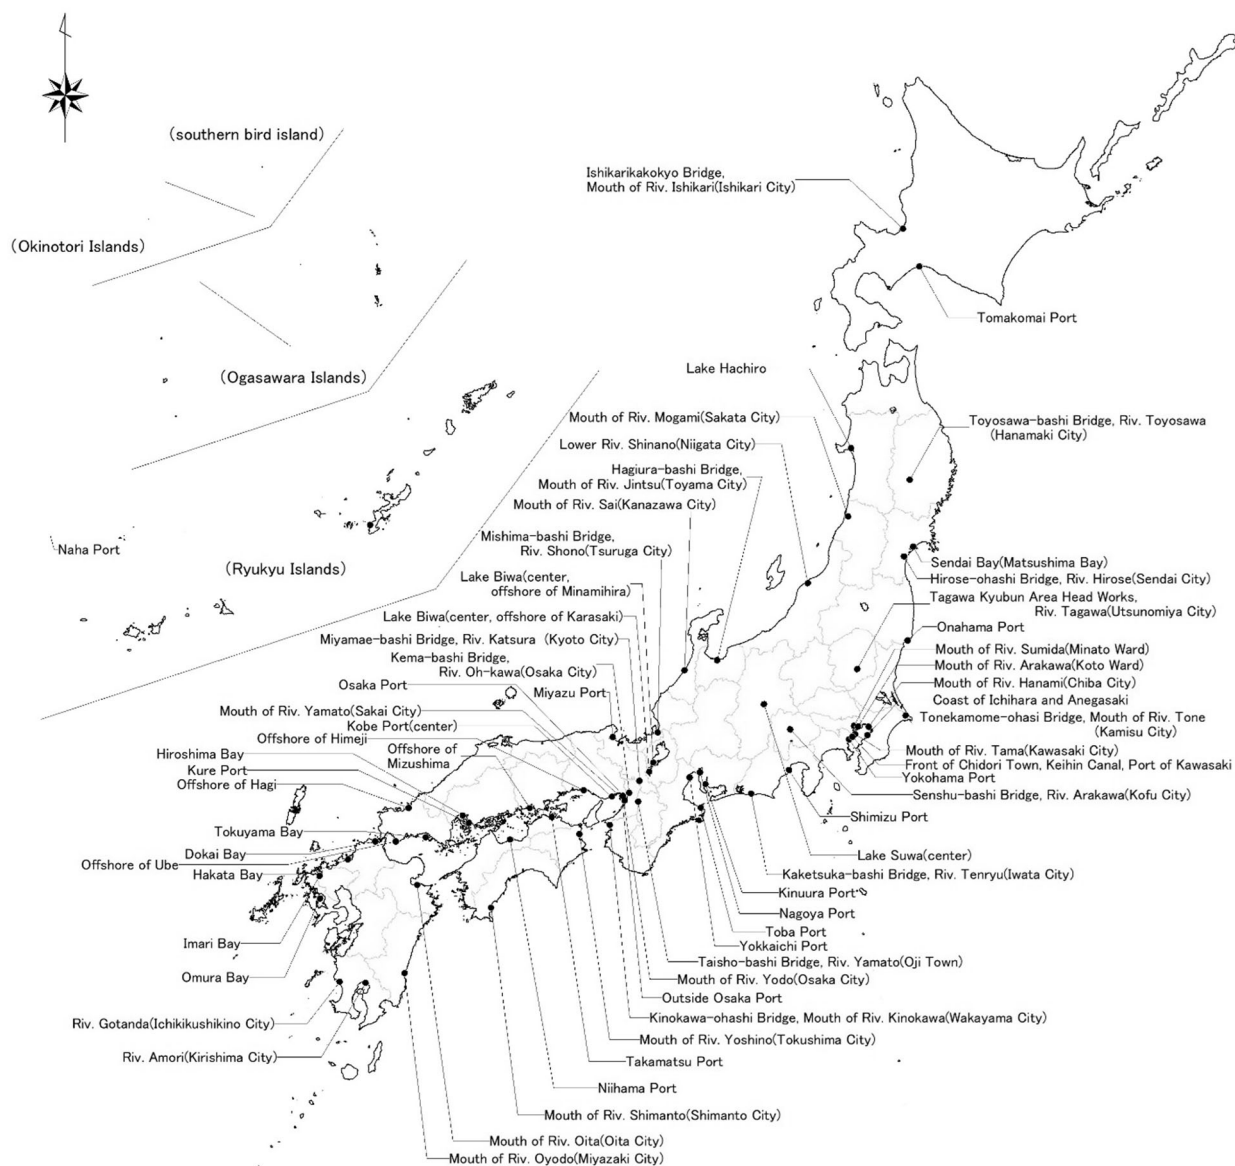 (southern bird island)
Ishikarikakokyo Bridge,
Mouth of Riv. Ishikari(Ishikari City)
(Okinotori Islands)
Tomakomai Port
(Ogasawara Islands)
Lake Hachiro
Mouth of Riv. Mogami(Sakata City)
Toyosawa-bashi Bridge, Riv. Toyosawa
(Hanamaki City)
Lower Riv. Shinano(Niigata City)
Hagiura-bashi Bridge,
Mouth of Riv. Jintsu(Toyama City)
Mouth of Riv. Sai(Kanazawa City)
Mishima-bashi Bridge,
Riv. Shono(Tsuruga City)
Naha Port
(Ryukyu Islands)
Lake Biwa(center,
offshore of Minamihira)
Sendai Bay(Matsushima Bay)
Hirose-ohashi Bridge, Riv. Hirose(Sendai City)
Tagawa Kyubun Area Head Works,
Riv. Tagawa(Utsunomiya City)
Lake Biwa(center, offshore of Karasaki)
Onahama Port
Miyamae-bashi Bridge, Riv. Katsura (Kyoto City)
Mouth of Riv. Sumida(Minato Ward)
Kema-bashi Bridge,
Riv. Oh-kawa(Osaka City)
Mouth of Riv. Arakawa(Koto Ward)
Osaka Port
Mouth of Riv. Hanami(Chiba City)
Miyazu Port
Coast of Ichihara and Anegasaki
Mouth of Riv. Yamato(Sakai City)
Tonekamome-ohasi Bridge, Mouth of Riv. Tone
(Kamisu City)
Kobe Port(center)
Offshore of Himeji
Hiroshima Bay
Offshore of
Mizushima
Mouth of Riv. Tama(Kawasaki City)
Front of Chidori Town, Keihin Canal, Port of Kawasaki
Kure Port
Yokohama Port
Offshore of Hagi
Senshu-bashi Bridge, Riv. Arakawa(Kofu City)
Shimizu Port
Tokuyama Bay
Dokai Bay
Lake Suwa(center)
Offshore of Ube
Hakata Bay
Kaketsuka-bashi Bridge, Riv. Tenryu(Iwata City)
Kinuura Port
Nagoya Port
Toba Port
Imari Bay
Yokkaichi Port
Taisho-bashi Bridge, Riv. Yamato(Oji Town)
Omura Bay
Mouth of Riv. Yodo(Osaka City)
Outside Osaka Port
Riv. Gotanda(Ichikikushikino City)
Kinokawa-ohashi Bridge, Mouth of Riv. Kinokawa(Wakayama City)
Mouth of Riv. Yoshino(Tokushima City)
Riv. Amori(Kirishima City)
Takamatsu Port
Niihama Port
Mouth of Riv. Shimanto(Shimanto City)
Mouth of Riv. Oita(Oita City)
Mouth of Riv. Oyodo(Miyazaki City)